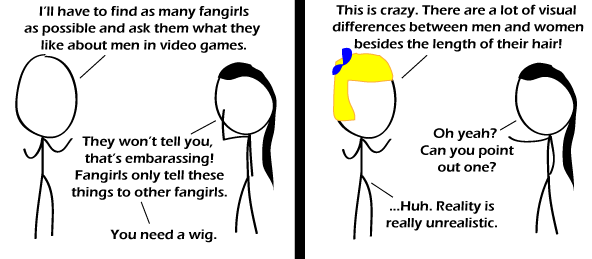 I'll have to find as many fangirls
as possible and ask them what they
like about men in video games.
They won't tell you,
that's embarassing!
Fangirls only tell these
things to other fangirls.
You need a wig.
This is crazy. There are a lot of visual
differences between men and women
besides the length of their hair!
Oh yeah?
Can you point
out one?
...Huh. Reality is
really unrealistic.